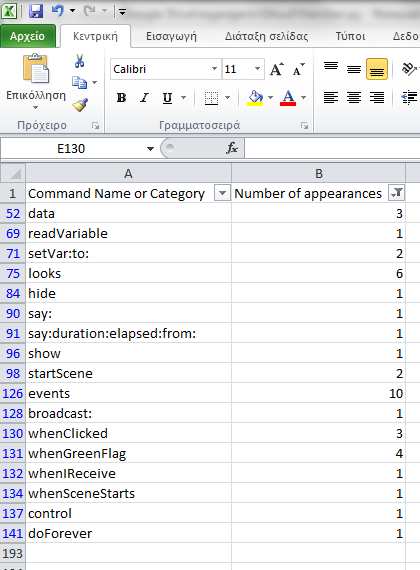 Αρχείο Κεντρική Εισαγωγή Διάταξη σελίδας Τύποι Δεδο
Calibri 11 A A
Επικόλληση B I U A
Πρόχειρο Γραμματοσειρά
E130 fx
A B
1 Command Name or Category Number of appearances
52 data 3
69 readVariable 1
71 setVar:to: 2
75 looks 6
84 hide 1
90 say: 1
91 say:duration:elapsed:from: 1
96 show 1
98 startScene 2
126 events 10
128 broadcast: 1
130 whenClicked 3
131 whenGreenFlag 4
132 whenIReceive 1
134 whenSceneStarts 1
137 control 1
141 doForever 1
193